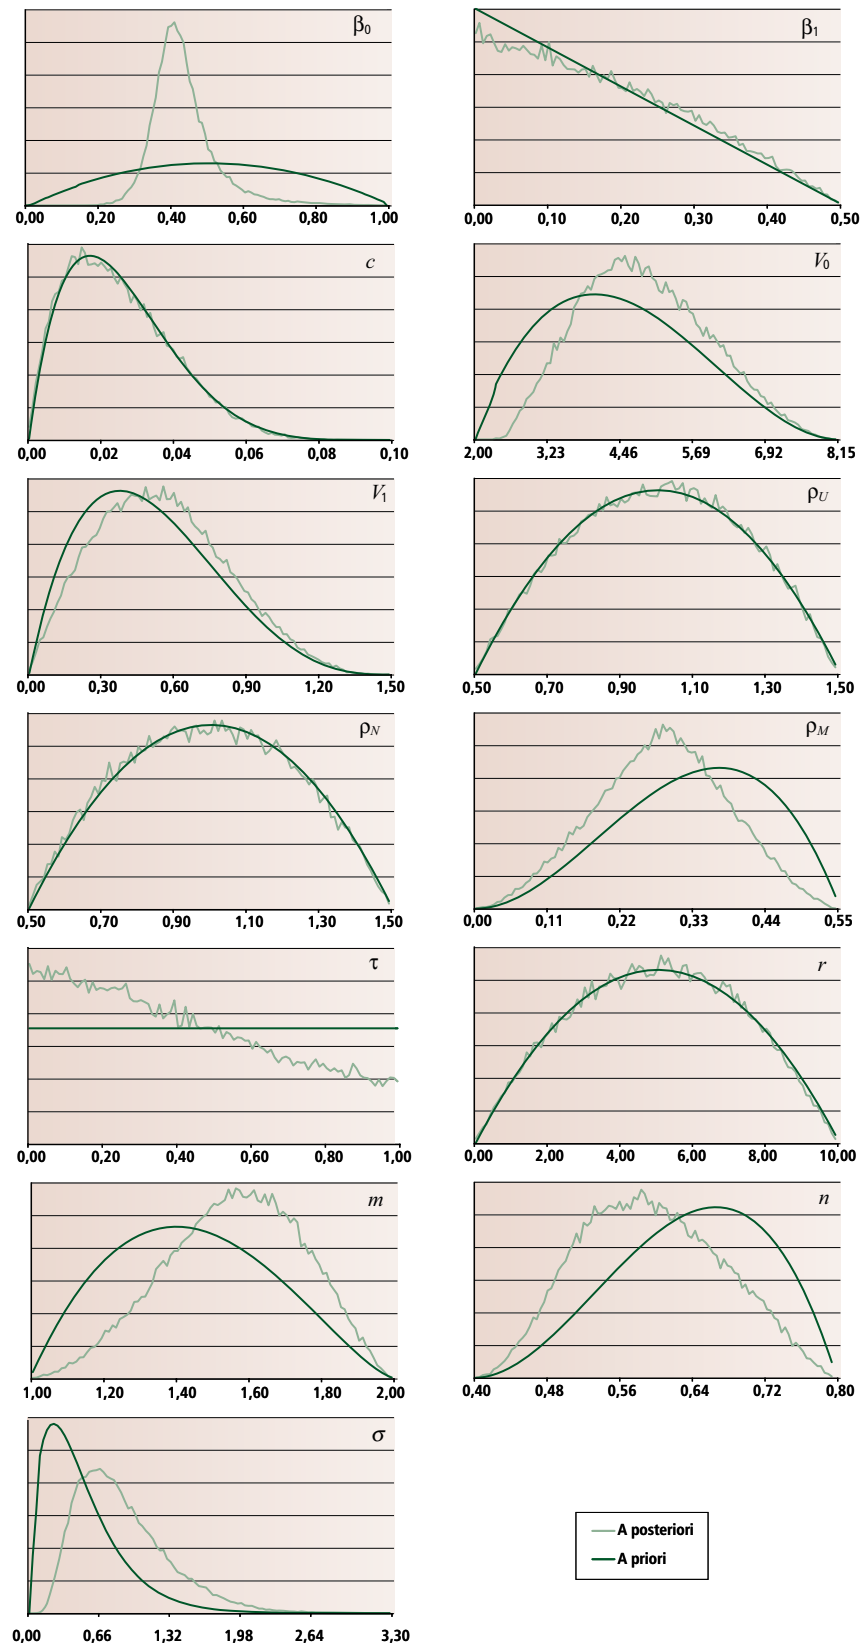 β0
β1
0,00 0,20 0,40 0,60 0,80 1,00
0,00 0,10 0,20 0,30 0,40 0,50
c
V0
0,00 0,02 0,04 0,06 0,08 0,10
2,00 3,23 4,46 5,69 6,92 8,15
V1
ρU
0,00 0,30 0,60 0,90 1,20 1,50
0,50 0,70 0,90 1,10 1,30 1,50
ρN
ρM
0,50 0,70 0,90 1,10 1,30 1,50
0,00 0,11 0,22 0,33 0,44 0,55
τ
r
0,00 0,20 0,40 0,60 0,80 1,00
0,00 2,00 4,00 6,00 8,00 10,00
m
n
1,00 1,20 1,40 1,60 1,80 2,00
0,40 0,48 0,56 0,64 0,72 0,80
σ
A posteriori
A priori
0,00 0,66 1,32 1,98 2,64 3,30